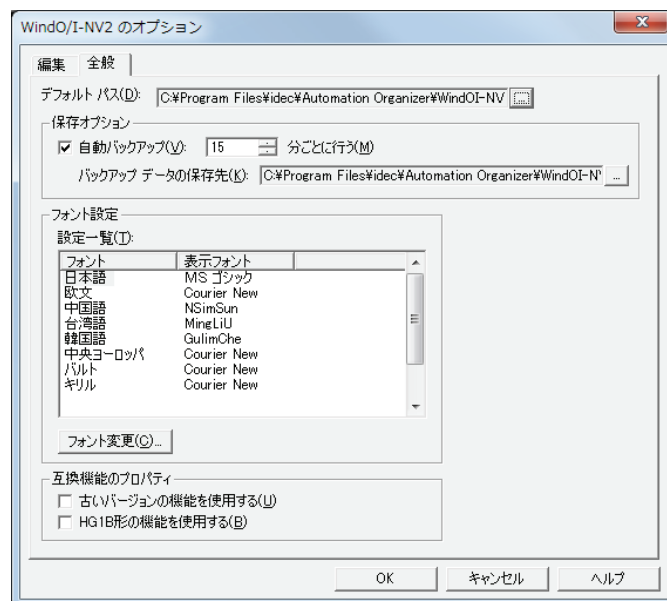 WindO/I-NV2 のオプション
編集 全般
デフォルト パス(D): C:¥Program Files¥idec¥Automation Organizer¥WindOI-NV ...
保存オプション
自動バックアップ(V): 15 分ごとに行う(M)
バックアップ データの保存先(K): C:¥Program Files¥idec¥Automation Organizer¥WindOI-N ...
フォント設定
設定一覧(T):
フォント 表示フォント
日本語 MS ゴシック
欧文 Courier New
中国語 NSimSun
台湾語 MingLiU
韓国語 GulimChe
中央ヨーロッパ Courier New
バルト Courier New
キリル Courier New
フォント変更(C)...
互換機能のプロパティ
古いバージョンの機能を使用する(U)
HG1B形の機能を使用する(B)
OK キャンセル ヘルプ